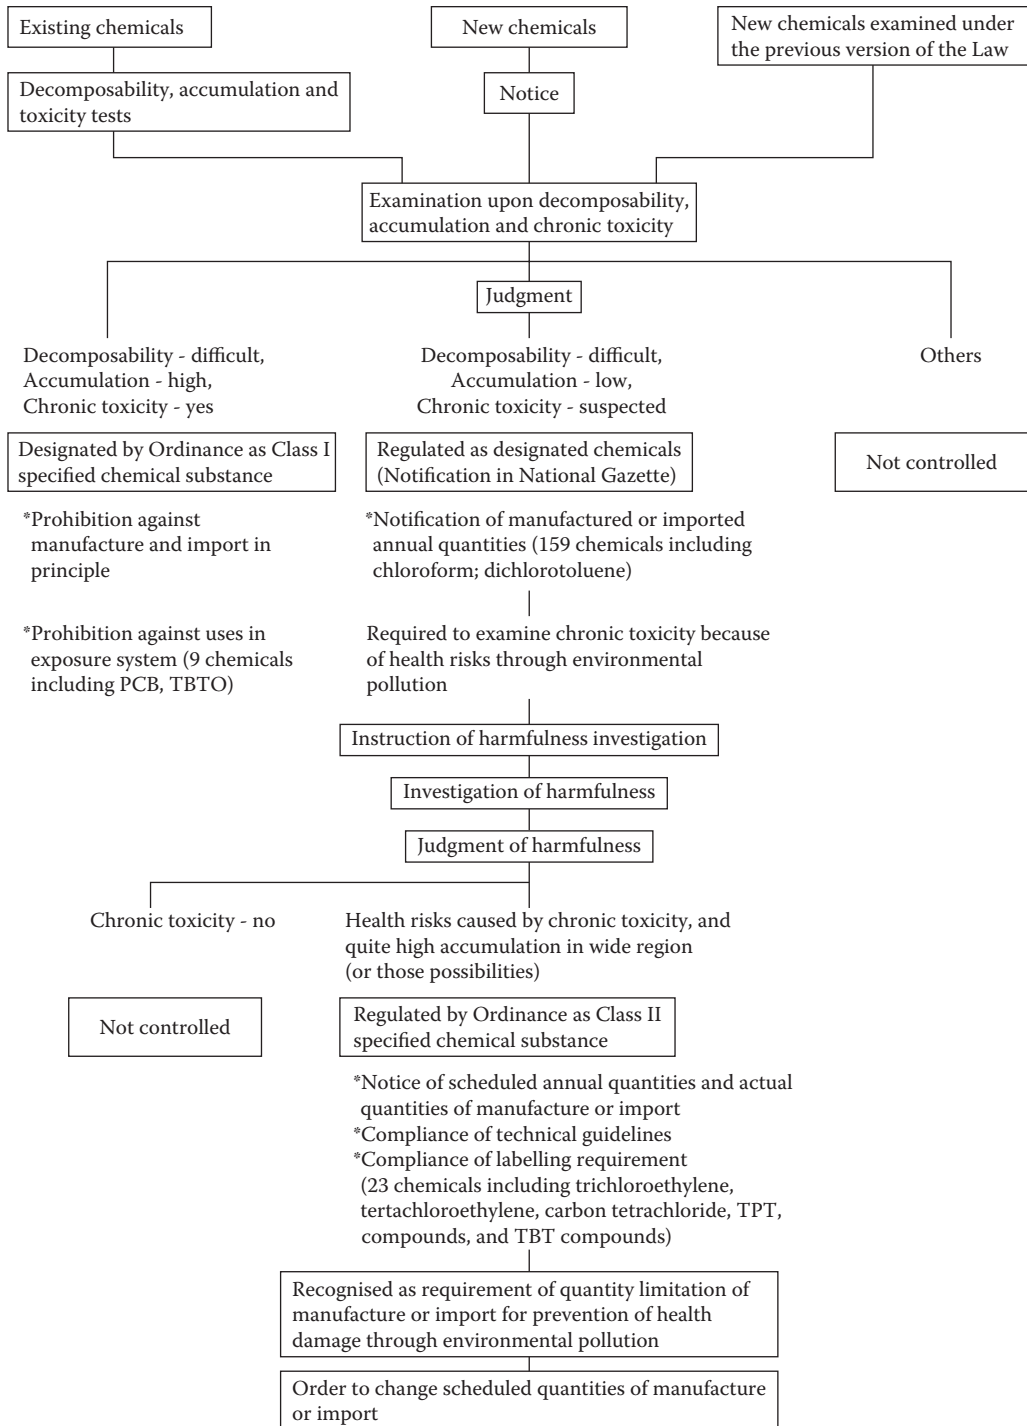 Existing chemicals
New chemicals
New chemicals examined under
the previous version of the Law
Decomposability, accumulation and
toxicity tests
Notice
Examination upon decomposability,
accumulation and chronic toxicity
Judgment
Decomposability - difficult,
Accumulation - high,
Chronic toxicity - yes
Decomposability - difficult,
Accumulation - low,
Chronic toxicity - suspected
Others
Designated by Ordinance as Class I
specified chemical substance
Regulated as designated chemicals
(Notification in National Gazette)
Not controlled
*Prohibition against
manufacture and import in
principle
*Notification of manufactured or imported
annual quantities (159 chemicals including
chloroform; dichlorotoluene)
*Prohibition against uses in
exposure system (9 chemicals
including PCB, TBTO)
Required to examine chronic toxicity because
of health risks through environmental
pollution
Instruction of harmfulness investigation
Investigation of harmfulness
Judgment of harmfulness
Chronic toxicity - no
Health risks caused by chronic toxicity, and
quite high accumulation in wide region
(or those possibilities)
Not controlled
Regulated by Ordinance as Class II
specified chemical substance
*Notice of scheduled annual quantities and actual
quantities of manufacture or import
*Compliance of technical guidelines
*Compliance of labelling requirement
(23 chemicals including trichloroethylene,
tertachloroethylene, carbon tetrachloride, TPT,
compounds, and TBT compounds)
Recognised as requirement of quantity limitation of
manufacture or import for prevention of health
damage through environmental pollution
Order to change scheduled quantities of manufacture
or import